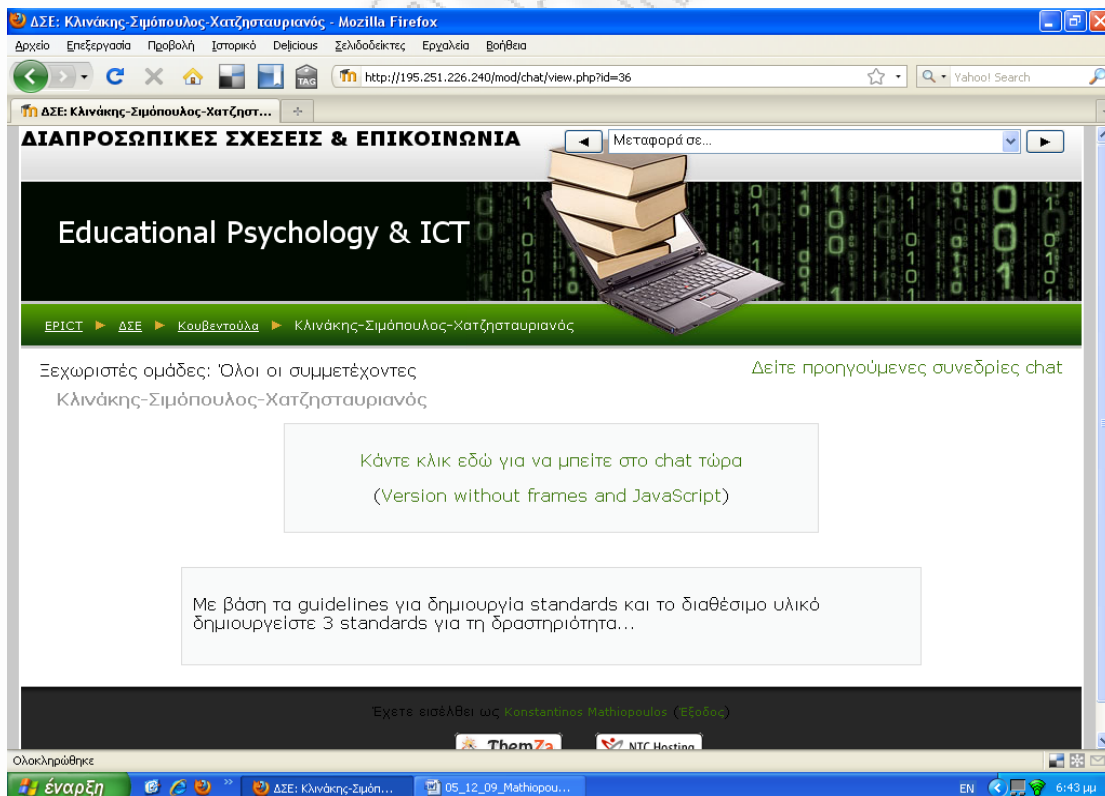 ΔΣΕ: Κλινάκης-Σιμόπουλος-Χατζησταυριανός - Mozilla Firefox
Αρχείο Επεξεργασία Προβολή Ιστορικό Delicious Σελιδοδείκτες Εργαλεία Βοήθεια
TAG http://195.251.226.240/mod/chat/view.php?id=36 Yahoo! Search
ΔΣΕ: Κλινάκης-Σιμόπουλος-Χατζηστ...
ΔΙΑΠΡΟΣΩΠΙΚΕΣ ΣΧΕΣΕΙΣ & ΕΠΙΚΟΙΝΩΝΙΑ Μεταφορά σε...
Educational Psychology & ICT
EPICT ► ΔΣΕ ► Κουβεντούλα ► Κλινάκης-Σιμόπουλος-Χατζησταυριανός
Ξεχωριστές ομάδες: Όλοι οι συμμετέχοντες Δείτε προηγούμενες συνεδρίες chat
Κλινάκης-Σιμόπουλος-Χατζησταυριανός
Κάντε κλικ εδώ για να μπείτε στο chat τώρα
(Version without frames and JavaScript)
Με βάση τα guidelines για δημιουργία standards και το διαθέσιμο υλικό
δημιουργείστε 3 standards για τη δραστηριότητα...
Έχετε εισέλθει ως Konstantinos Mathiopoulos (Έξοδος)
ThemZa NTC Hosting
Ολοκληρώθηκε
έναρξη ΔΣΕ: Κλινάκης-Σιμόπ... 05_12_09_Mathiopou... EN 6:43 μμ